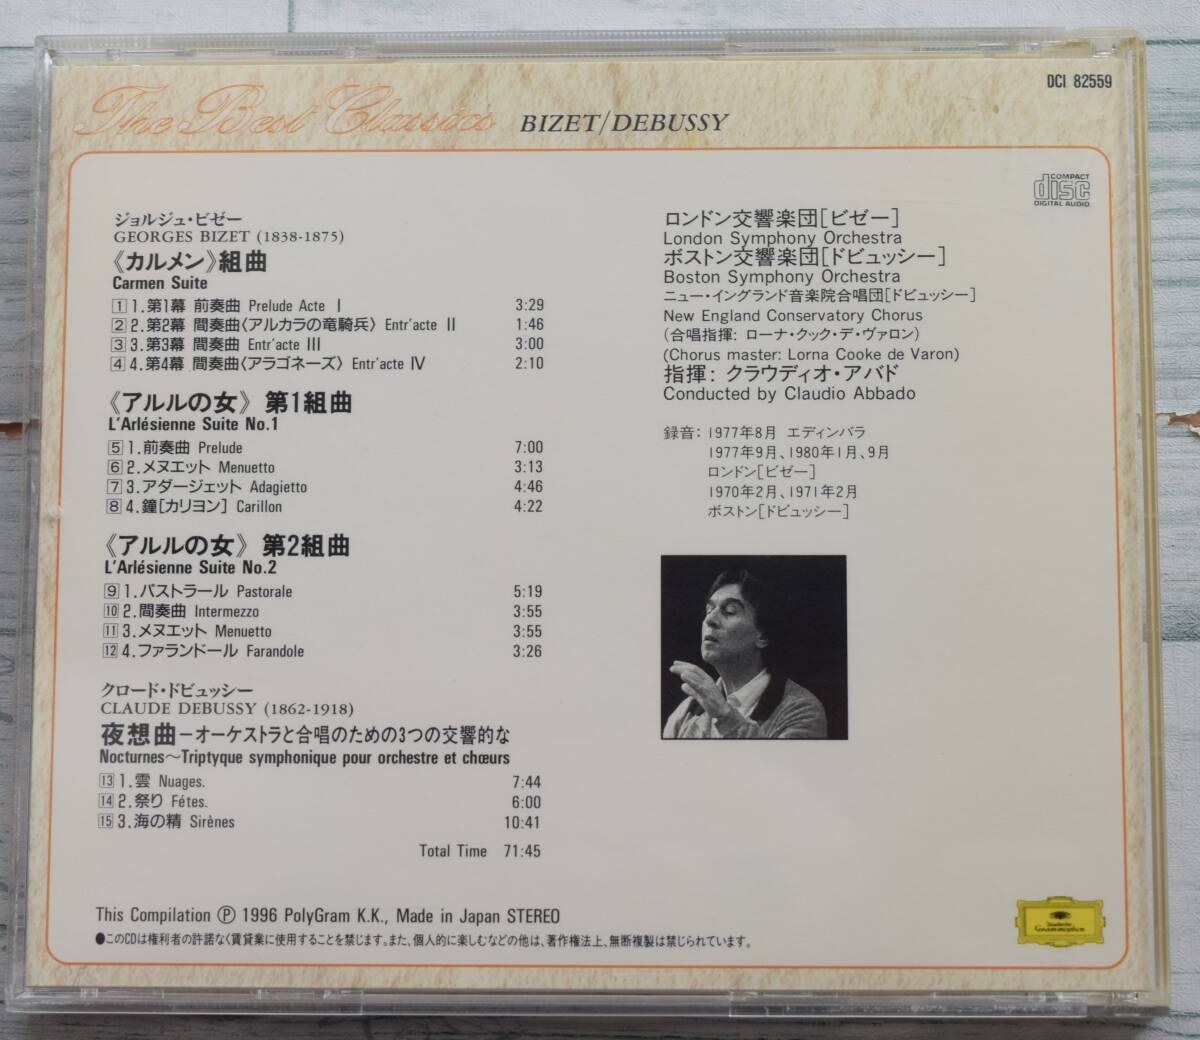 DCI 82559
The Best Classics BIZET/DEBUSSY
COMPACT
disc
DIGITAL AUDIO
ジョルジュ・ビゼー
GEORGES BIZET (1838-1875)
《カルメン》組曲
Carmen Suite
1 1.第1幕 前奏曲 Prelude Acte Ⅰ 3:29
2 2.第2幕 間奏曲〈アルカラの竜騎兵〉 Entr'acte Ⅱ 1:46
3 3.第3幕 間奏曲 Entr'acte Ⅲ 3:00
4 4.第4幕 間奏曲〈アラゴネーズ〉 Entr'acte Ⅳ 2:10
《アルルの女》 第1組曲
L'Arlésienne Suite No.1
5 1.前奏曲 Prelude 7:00
6 2.メヌエット Menuetto 3:13
7 3.アダージェット Adagietto 4:46
8 4.鐘[カリヨン] Carillon 4:22
《アルルの女》 第2組曲
L'Arlésienne Suite No.2
9 1.パストラール Pastorale 5:19
10 2.間奏曲 Intermezzo 3:55
11 3.メヌエット Menuetto 3:55
12 4.ファランドール Farandole 3:26
クロード・ドビュッシー
CLAUDE DEBUSSY (1862-1918)
夜想曲－オーケストラと合唱のための3つの交響的な
Nocturnes～Triptyque symphonique pour orchestre et chœurs
13 1.雲 Nuages. 7:44
14 2.祭り Fétes. 6:00
15 3.海の精 Sirènes 10:41
Total Time 71:45
ロンドン交響楽団[ビゼー]
London Symphony Orchestra
ボストン交響楽団[ドビュッシー]
Boston Symphony Orchestra
ニュー・イングランド音楽院合唱団[ドビュッシー]
New England Conservatory Chorus
(合唱指揮: ローナ・クック・デ・ヴァロン)
(Chorus master: Lorna Cooke de Varon)
指揮: クラウディオ・アバド
Conducted by Claudio Abbado
録音: 1977年8月 エディンバラ
1977年9月、1980年1月、9月
ロンドン[ビゼー]
1970年2月、1971年2月
ボストン[ドビュッシー]
This Compilation Ⓟ 1996 PolyGram K.K., Made in Japan STEREO
●このCDは権利者の許諾なく賃貸業に使用することを禁じます。また、個人的に楽しむなどの他は、著作権法上、無断複製は禁じられています。
Deutsche
Grammophon